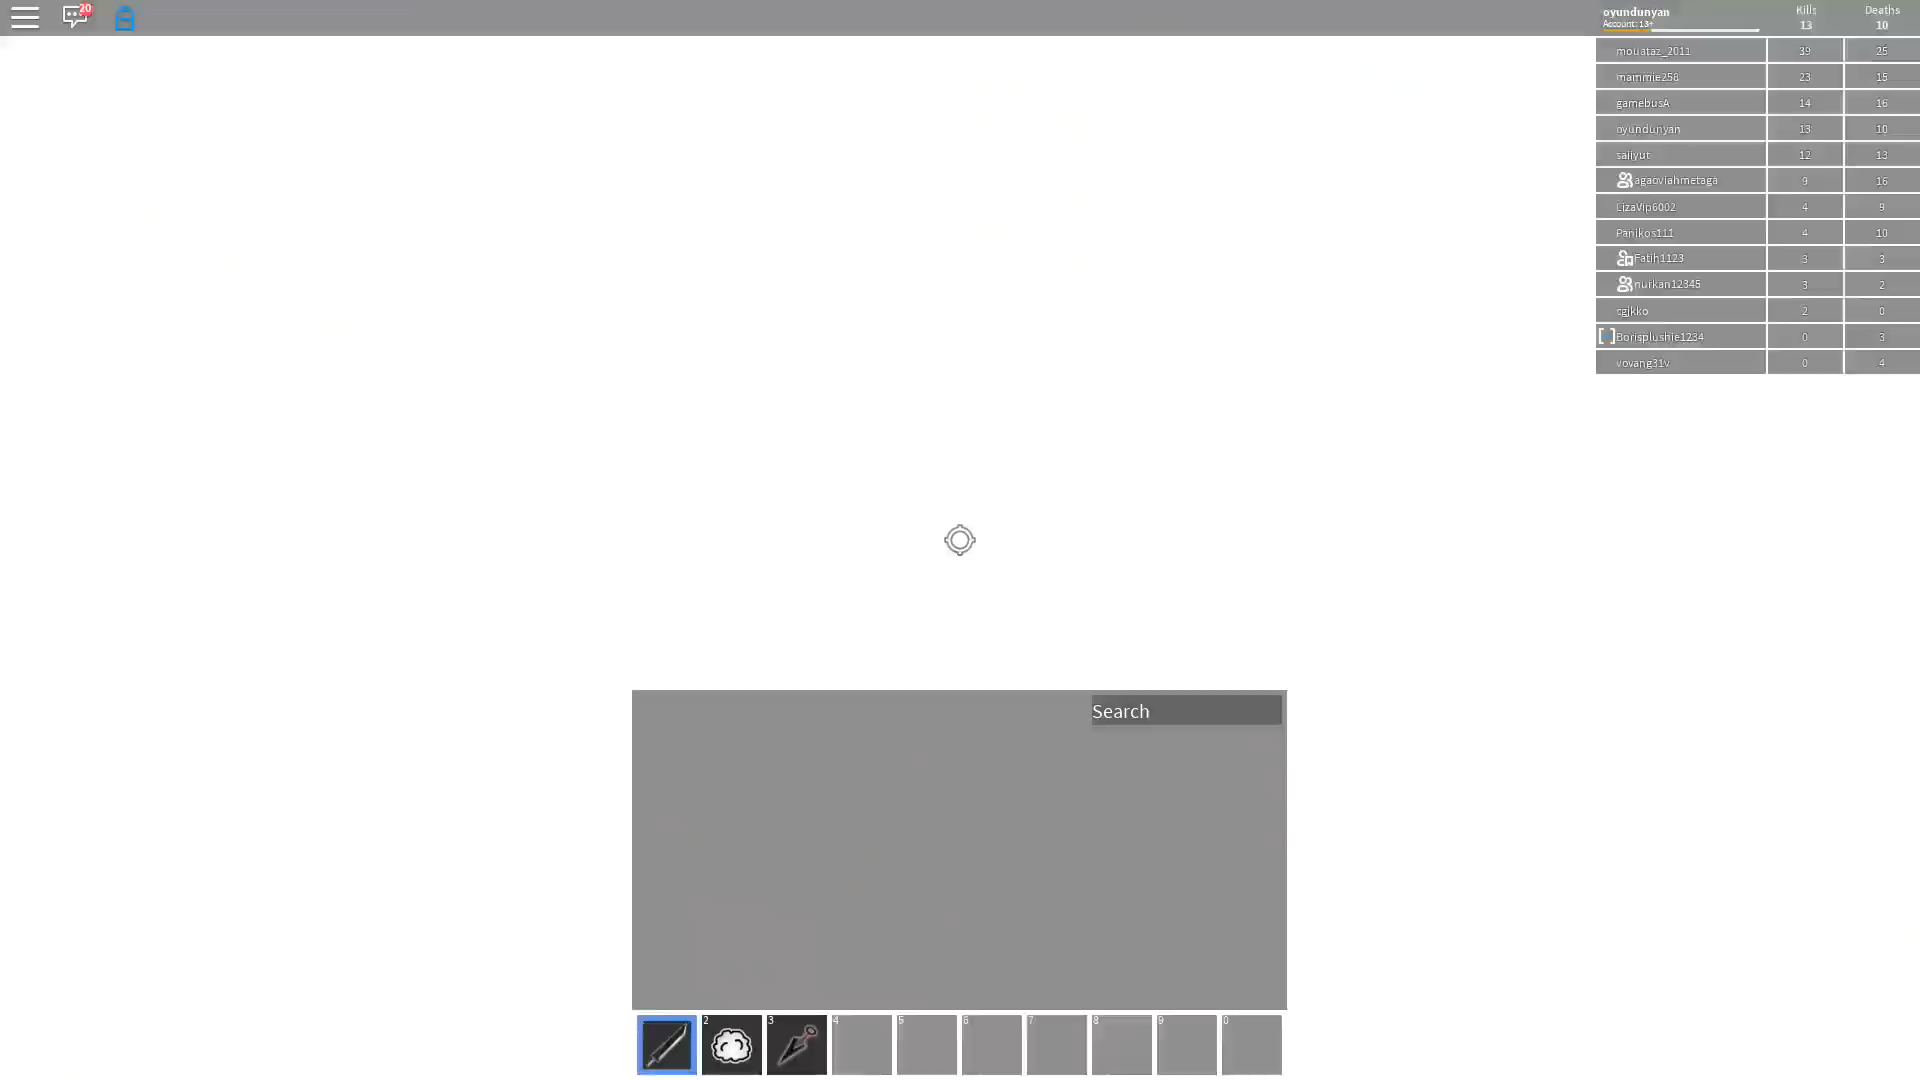 20
oyundunyan Kills Deaths
Account: 13+ 13 10
mouataz_2011 39 25
mammie258 23 15
gamebusA 14 16
oyundunyan 13 10
saiiyut 12 13
agaovlahmetaga 9 16
LizaVip6002 4 9
Panikos111 4 10
Fatih1123 3 3
nurkan12345 3 2
cgjkko 2 0
Borisplushie1234 0 3
vovang31v 0 4
Search
2 3 4 5 6 7 8 9 0